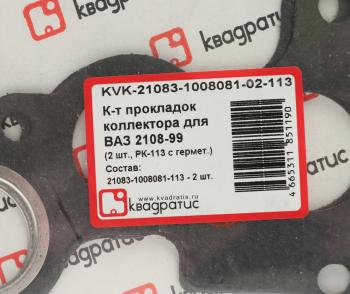 квадратис
квадра
KVK-21083-1008081-02-113
К-т прокладок
коллектора для
ВАЗ 2108-99
(2 шт., РК-113 с гермет.)
Состав:
21083-1008081-113 - 2 шт.
www.kvadratis.ru
квадратис
4 665311 851190